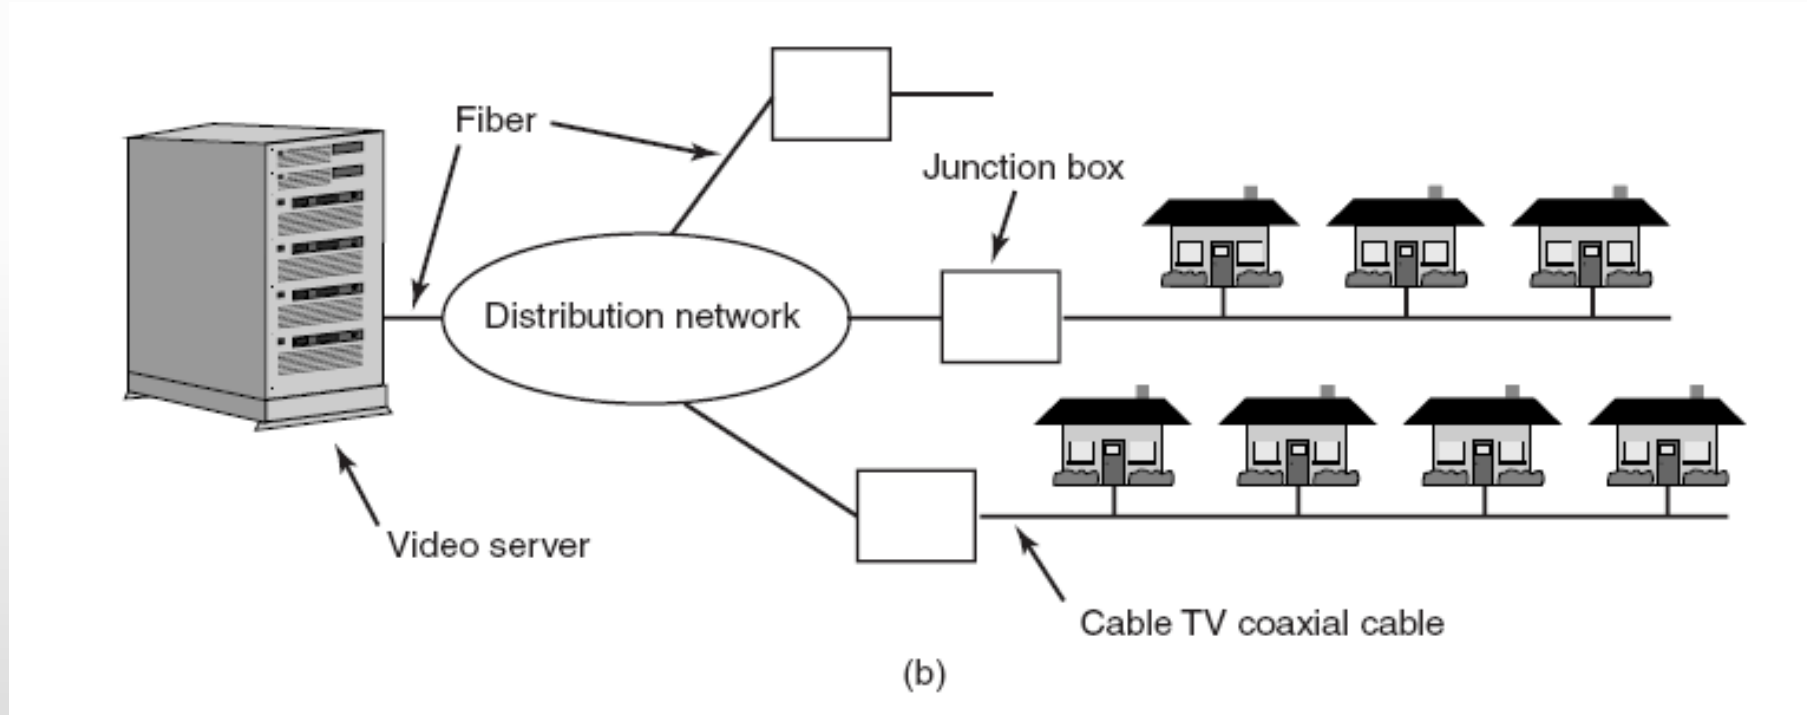 Fiber
Junction box
Distribution network
Video server
Cable TV coaxial cable
(b)